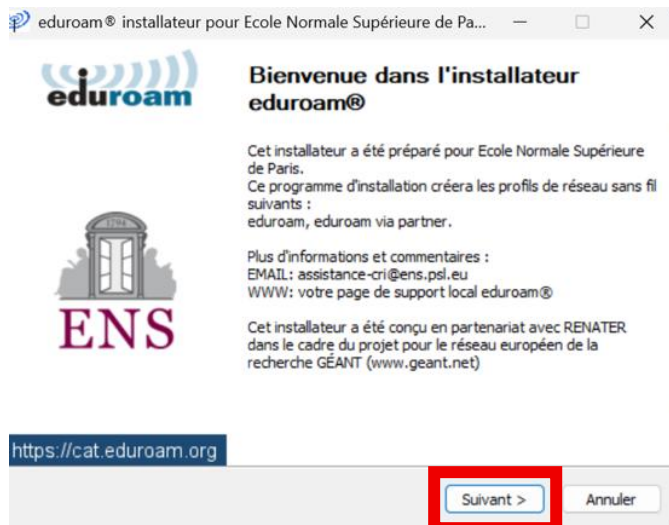 eduroam® installateur pour Ecole Normale Supérieure de Pa...
eduroam
Bienvenue dans l'installateur
eduroam®
Cet installateur a été préparé pour Ecole Normale Supérieure
de Paris.
Ce programme d'installation créera les profils de réseau sans fil
suivants :
eduroam, eduroam via partner.
Plus d'informations et commentaires :
EMAIL: assistance-cri@ens.psl.eu
WWW: votre page de support local eduroam®
Cet installateur a été conçu en partenariat avec RENATER
dans le cadre du projet pour le réseau européen de la
recherche GÉANT (www.geant.net)
1794
ENS
https://cat.eduroam.org
Suivant >
Annuler